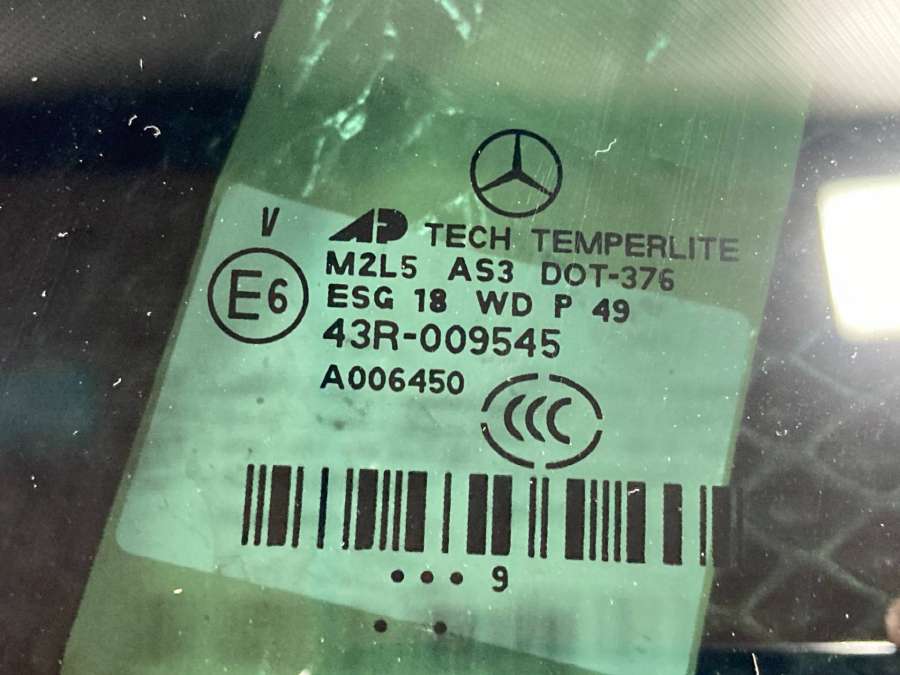 V
AP TECH TEMPERLITE
E6
M2L5 AS3 DOT-376
ESG 18 WD P 49
43R-009545
A006450
CCC
• • • 9
• •